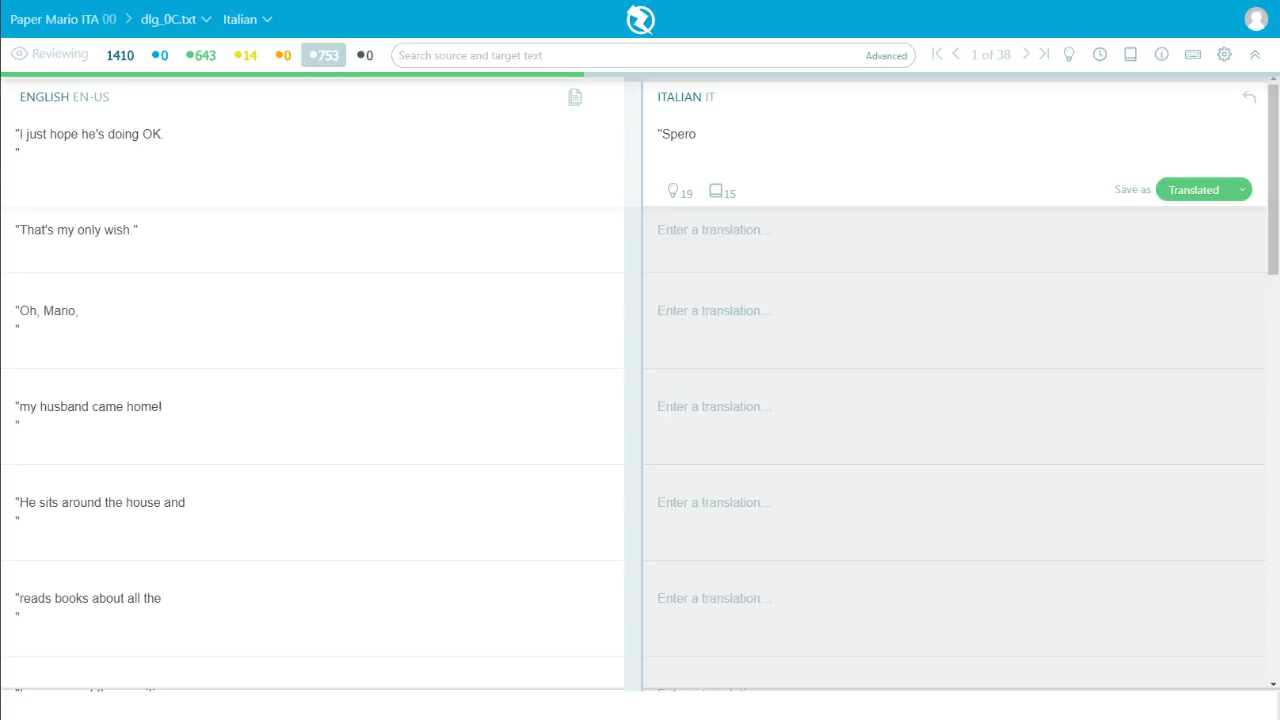 Paper Mario ITA 00 > dlg_0C.txt Italian
Reviewing 1410 0 643 14 0 753 0 Search source and target text Advanced 1 of 38
ENGLISH EN-US
ITALIAN IT
"I just hope he's doing OK.
"
"Spero
19 15
Save as Translated
"That's my only wish."
Enter a translation...
"Oh, Mario,
"
Enter a translation...
"my husband came home!
"
Enter a translation...
"He sits around the house and
"
Enter a translation...
"reads books about all the
"
Enter a translation...